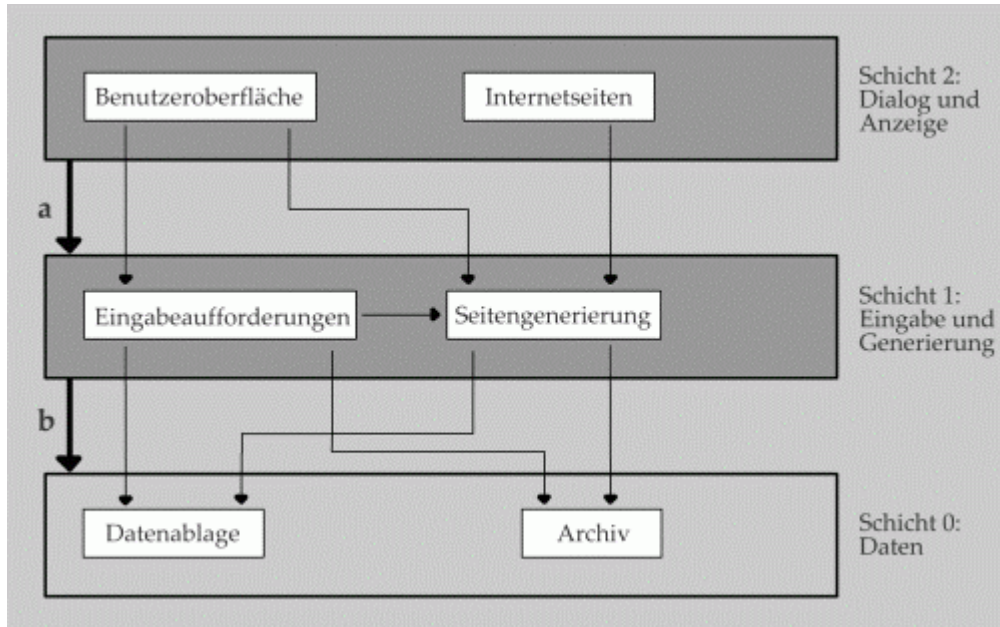 Benutzeroberfläche
Internetseiten
Schicht 2:
Dialog und
Anzeige
a
Eingabeaufforderungen
Seitengenerierung
Schicht 1:
Eingabe und
Generierung
b
Datenablage
Archiv
Schicht 0:
Daten